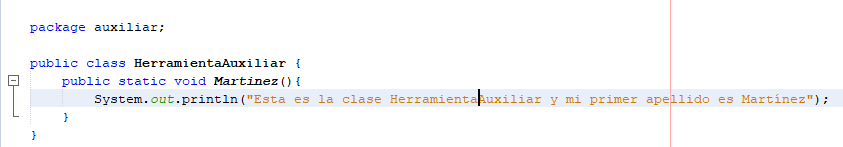 package auxiliar;
public class HerramientaAuxiliar {
public static void Martinez(){
System.out.println("Esta es la clase HerramientaAuxiliar y mi primer apellido es Martínez");
}
}